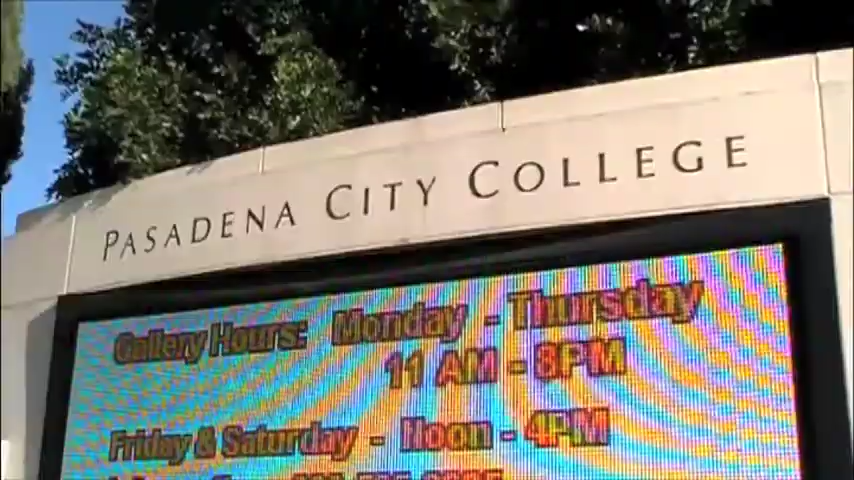 PASADENA CITY COLLEGE
Gallery Hours: Monday - Thursday
11 AM - 8PM
Friday & Saturday - Noon - 4PM